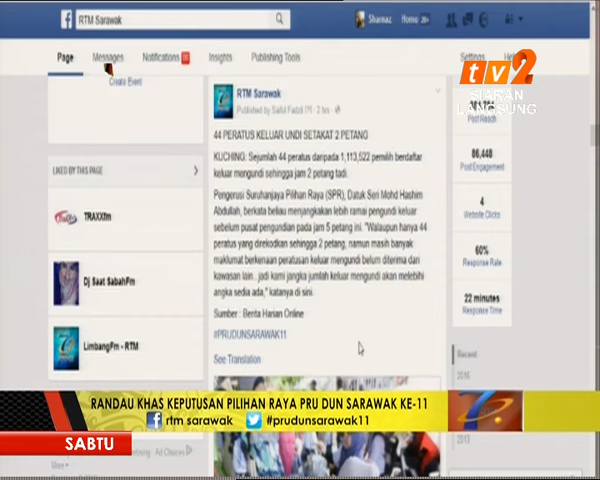 RTM Sarawak
Sharnaz Home 20+
tv2
SIARAN LANGSUNG
Page Messages Notifications Insights Publishing Tools Settings
Create Event
RTM Sarawak
44 PERATUS KELUAR UNDI SETAKAT 2 PETANG
KUCHING: Sejumlah 44 peratus daripada 1,113,522 pemilih berdaftar
keluar mengundi sehingga jam 2 petang tadi.
Pengerusi Suruhanjaya Pilihan Raya (SPR), Datuk Seri Mohd Hashim
Abdullah, berkata beliau menjangkakan lebih ramai pengundi keluar
sebelum pusat pengundian pada jam 5 petang ini. "Walaupun hanya 44
peratus yang direkodkan sehingga 2 petang, namun masih banyak
maklumat berkenaan peratusan keluar mengundi belum diterima dari
kawasan lain.. jadi kami jangka jumlah keluar mengundi akan melebihi
angka sedia ada," katanya di sini.
Sumber : Berita Harian Online
#PRUDUNSARAWAK11
See Translation
LIKED BY THIS PAGE
TRAXXfm
Dj Saat SabahFm
LimbangFm - RTM
Post Reach
86,448
Post Engagement
4
Website Clicks
60%
Response Rate
22 minutes
Response Time
Recent
2016
2013
RANDAU KHAS KEPUTUSAN PILIHAN RAYA PRU DUN SARAWAK KE-11
rtm sarawak #prudunsarawak11
SABTU
Ad Choices
More